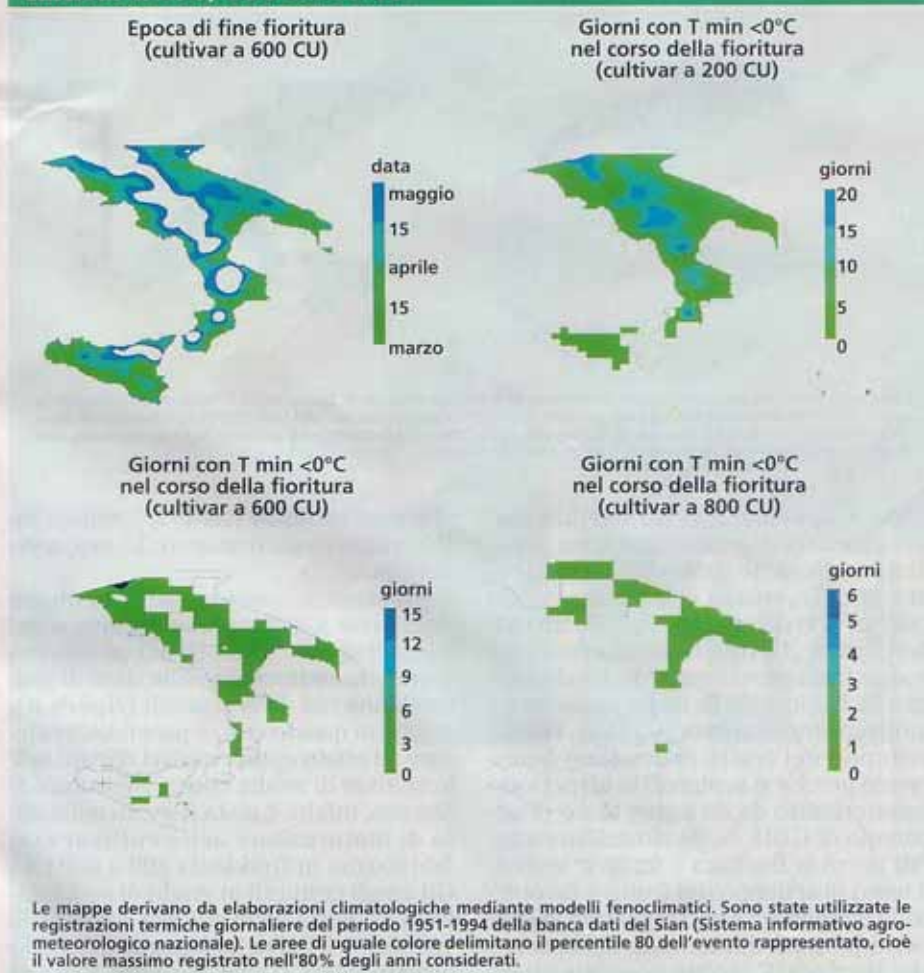 Epoca di fine fioritura
(cultivar a 600 CU)
data
maggio
15
aprile
15
marzo
Giorni con T min <0°C
nel corso della fioritura
(cultivar a 200 CU)
giorni
20
15
10
5
0
Giorni con T min <0°C
nel corso della fioritura
(cultivar a 600 CU)
giorni
15
12
9
6
3
0
Giorni con T min <0°C
nel corso della fioritura
(cultivar a 800 CU)
giorni
6
5
4
3
2
1
0
Le mappe derivano da elaborazioni climatologiche mediante modelli fenoclimatici. Sono state utilizzate le
registrazioni termiche giornaliere del periodo 1951-1994 della banca dati del Sian (Sistema informativo agro-
meteorologico nazionale). Le aree di uguale colore delimitano il percentile 80 dell'evento rappresentato, cioè
il valore massimo registrato nell'80% degli anni considerati.